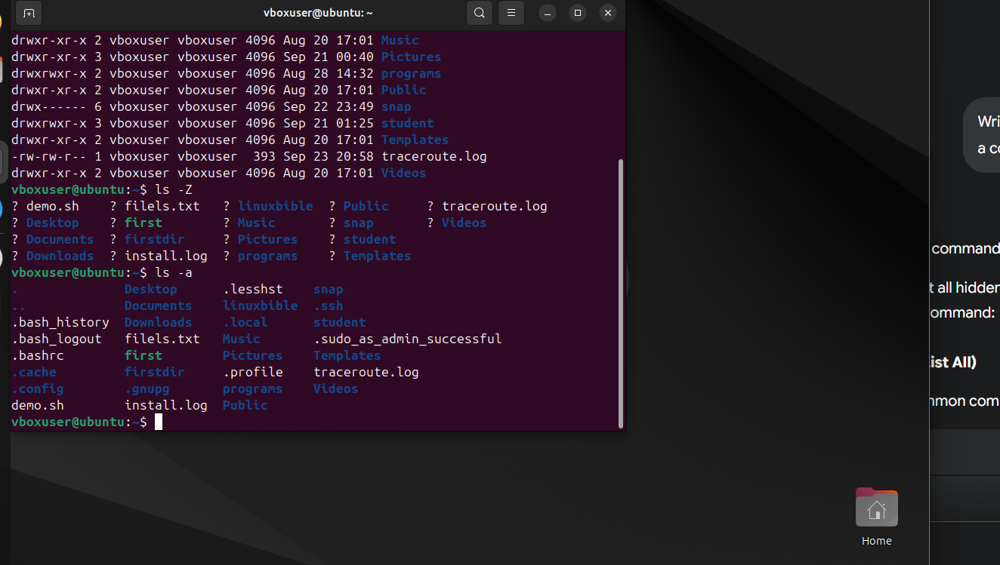 vboxuser@ubuntu: ~
drwxr-xr-x 2 vboxuser vboxuser 4096 Aug 20 17:01 Music
drwxr-xr-x 3 vboxuser vboxuser 4096 Sep 21 00:40 Pictures
drwxrwxr-x 2 vboxuser vboxuser 4096 Aug 28 14:32 programs
drwxr-xr-x 2 vboxuser vboxuser 4096 Aug 20 17:01 Public
drwx------ 6 vboxuser vboxuser 4096 Sep 22 23:49 snap
drwxrwxr-x 3 vboxuser vboxuser 4096 Sep 21 01:25 student
drwxr-xr-x 2 vboxuser vboxuser 4096 Aug 20 17:01 Templates
-rw-rw-r-- 1 vboxuser vboxuser  393 Sep 23 20:58 traceroute.log
drwxr-xr-x 2 vboxuser vboxuser 4096 Aug 20 17:01 Videos
vboxuser@ubuntu:~$ ls -Z
? demo.sh    ? filels.txt   ? linuxbible  ? Public     ? traceroute.log
? Desktop    ? first        ? Music       ? snap       ? Videos
? Documents  ? firstdir     ? Pictures    ? student
? Downloads  ? install.log  ? programs    ? Templates
vboxuser@ubuntu:~$ ls -a
.              Desktop      .lesshst    snap
..             Documents    linuxbible  .ssh
.bash_history  Downloads    .local      student
.bash_logout   filels.txt   Music       .sudo_as_admin_successful
.bashrc        first        Pictures    Templates
.cache         firstdir     .profile    traceroute.log
.config        .gnupg       programs    Videos
demo.sh        install.log  Public
vboxuser@ubuntu:~$
Home
Wri
a co
command
t all hidden
ommand:
ist All)
mmon com